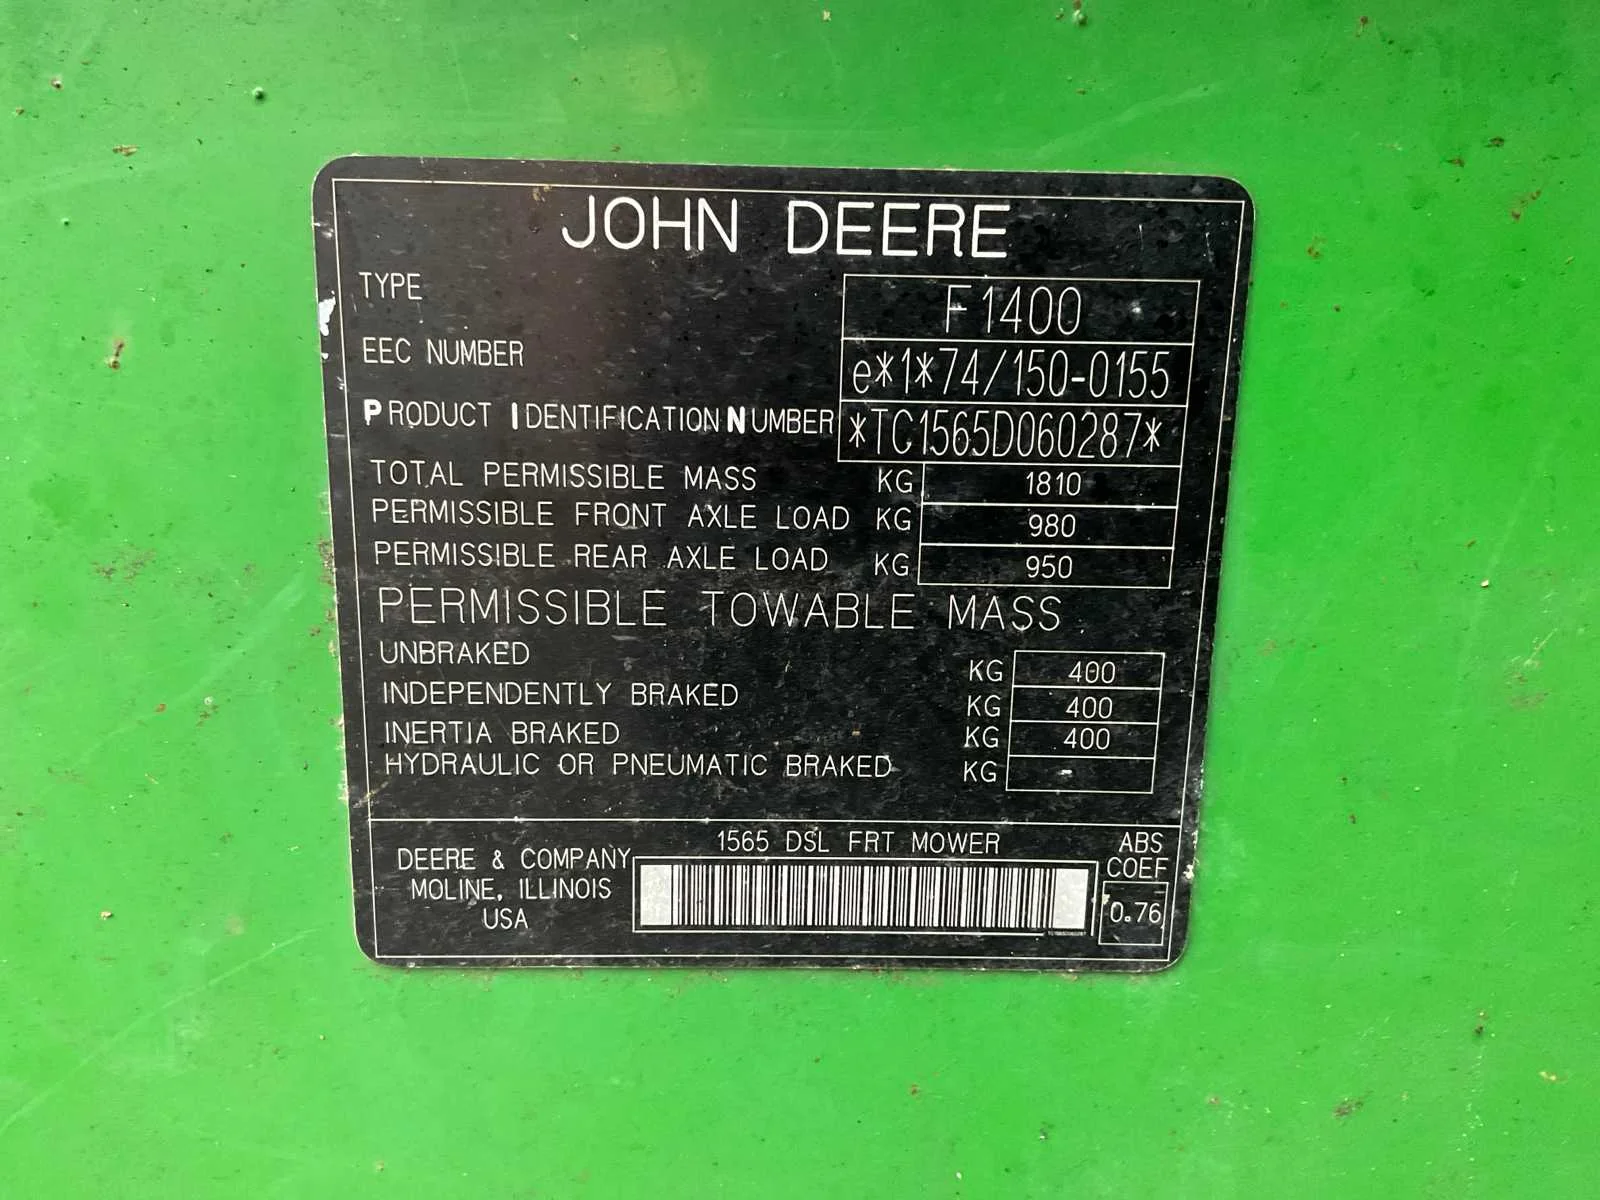 JOHN DEERE
TYPE F1400
EEC NUMBER e*1*74/150-0155
PRODUCT IDENTIFICATION NUMBER *TC1565D060287*
TOTAL PERMISSIBLE MASS KG 1810
PERMISSIBLE FRONT AXLE LOAD KG 980
PERMISSIBLE REAR AXLE LOAD KG 950
PERMISSIBLE TOWABLE MASS
UNBRAKED KG 400
INDEPENDENTLY BRAKED KG 400
INERTIA BRAKED KG 400
HYDRAULIC OR PNEUMATIC BRAKED KG -
DEERE & COMPANY
MOLINE, ILLINOIS
USA
1565 DSL FRT MOWER
ABS
COEF
0.76